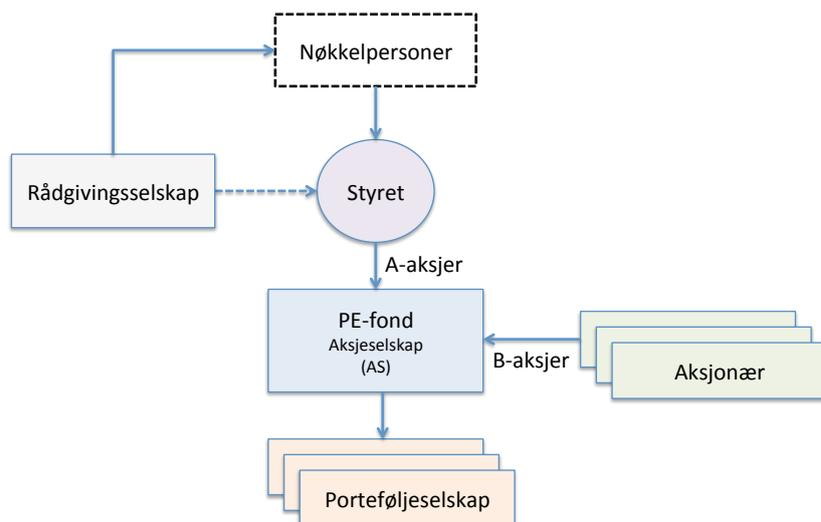 Nøkkelpersoner
Rådgivingsselskap
Styret
A-aksjer
PE-fond
Aksjeselskap
(AS)
B-aksjer
Aksjonær
Porteføljeselskap